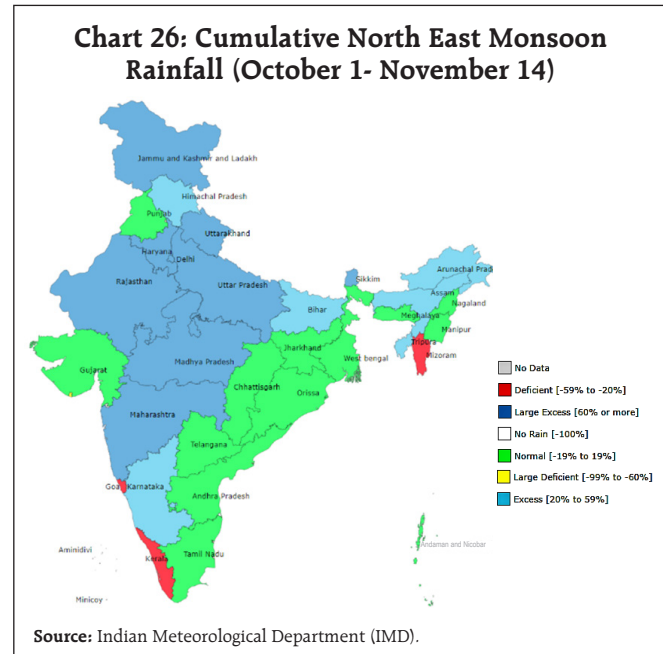 Chart 26: Cumulative North East Monsoon
Rainfall (October 1- November 14)
Jammu and Kashmir and Ladakh
Himachal Pradesh
Punjab
Uttarakhand
Haryana
Delhi
Sikkim
Arunachal Prad
Rajasthan
Uttar Pradesh
Assam
Nagaland
Bihar
Meghalaya
Manipur
Tripura
Mizoram
Jharkhand
West bengal
Gujarat
Madhya Pradesh
Chhattisgarh
Orissa
Maharashtra
Telangana
Goa
Karnataka
Andhra Pradesh
Andaman and Nicobar
Aminidivi
Kerala
Tamil Nadu
Minicoy
No Data
Deficient [-59% to -20%]
Large Excess [60% or more]
No Rain [-100%]
Normal [-19% to 19%]
Large Deficient [-99% to -60%]
Excess [20% to 59%]
Source: Indian Meteorological Department (IMD).